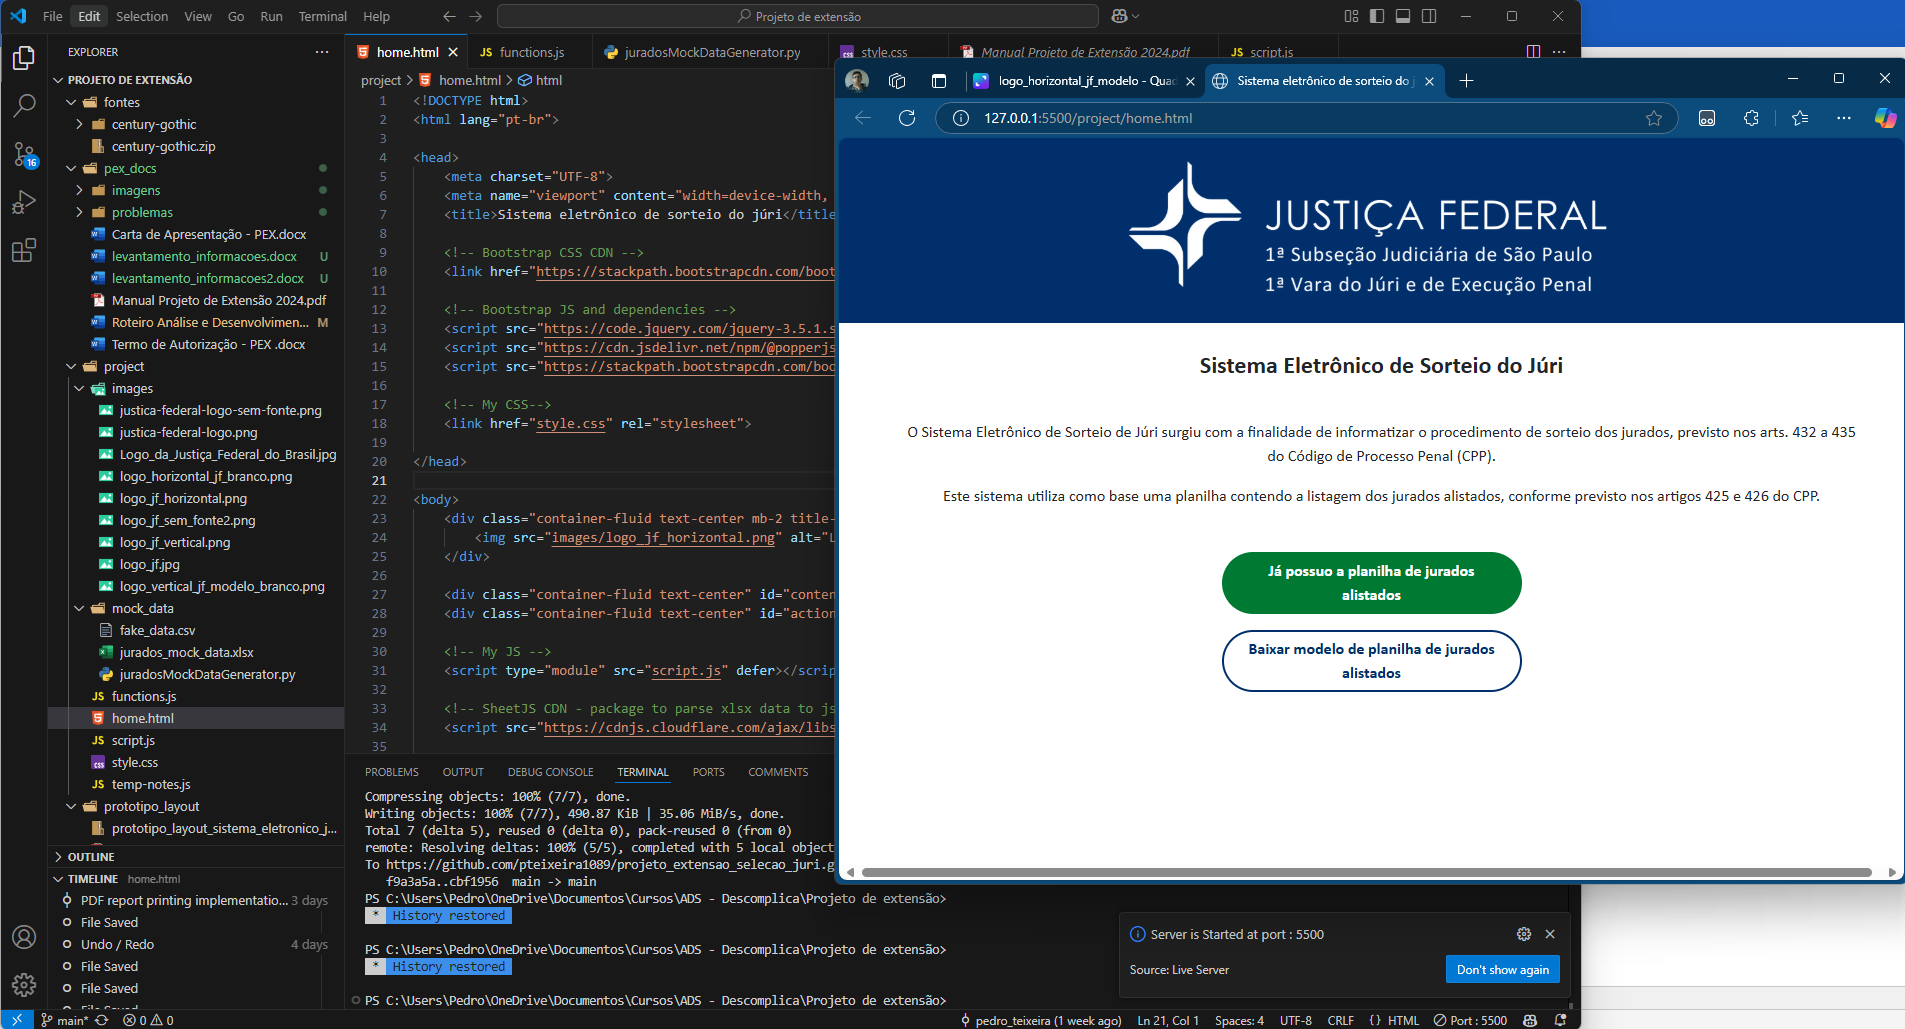 File Edit Selection View Go Run Terminal Help
Projeto de extensão
EXPLORER
PROJETO DE EXTENSÃO
fontes
century-gothic
century-gothic.zip
pex_docs
imagens
problemas
Carta de Apresentação - PEX.docx
levantamento_informacoes.docx U
levantamento_informacoes2.docx U
Manual Projeto de Extensão 2024.pdf
Roteiro Análise e Desenvolvimen... M
Termo de Autorização - PEX .docx
project
images
justica-federal-logo-sem-fonte.png
justica-federal-logo.png
Logo_da_Justiça_Federal_do_Brasil.jpg
logo_horizontal_jf_branco.png
logo_jf_horizontal.png
logo_jf_sem_fonte2.png
logo_jf_vertical.png
logo_jf.jpg
logo_vertical_jf_modelo_branco.png
mock_data
fake_data.csv
jurados_mock_data.xlsx
juradosMockDataGenerator.py
functions.js
home.html
script.js
style.css
temp-notes.js
prototipo_layout
prototipo_layout_sistema_eletronico_j...
OUTLINE
TIMELINE home.html
PDF report printing implementatio... 3 days
File Saved
Undo / Redo 4 days
File Saved
File Saved
File Saved
16
home.html functions.js juradosMockDataGenerator.py style.css Manual Projeto de Extensão 2024.pdf script.js
project > home.html > html
1 <!DOCTYPE html>
2 <html lang="pt-br">
3
4 <head>
5 <meta charset="UTF-8">
6 <meta name="viewport" content="width=device-width,
7 <title>Sistema eletrônico de sorteio do júri</title
8
9 <!-- Bootstrap CSS CDN -->
10 <link href="https://stackpath.bootstrapcdn.com/boot
11
12 <!-- Bootstrap JS and dependencies -->
13 <script src="https://code.jquery.com/jquery-3.5.1.s
14 <script src="https://cdn.jsdelivr.net/npm/@popperjs
15 <script src="https://stackpath.bootstrapcdn.com/boo
16
17 <!-- My CSS-->
18 <link href="style.css" rel="stylesheet">
19
20 </head>
21
22 <body>
23 <div class="container-fluid text-center mb-2 title-
24 <img src="images/logo_jf_horizontal.png" alt="L
25 </div>
26
27 <div class="container-fluid text-center" id="conten
28 <div class="container-fluid text-center" id="action
29
30 <!-- My JS -->
31 <script type="module" src="script.js" defer></scrip
32
33 <!-- SheetJS CDN - package to parse xlsx data to js
34 <script src="https://cdnjs.cloudflare.com/ajax/libs
35
PROBLEMS OUTPUT DEBUG CONSOLE TERMINAL PORTS COMMENTS
Compressing objects: 100% (7/7), done.
Writing objects: 100% (7/7), 490.87 KiB | 35.06 MiB/s, done.
Total 7 (delta 5), reused 0 (delta 0), pack-reused 0 (from 0)
remote: Resolving deltas: 100% (5/5), completed with 5 local object
To https://github.com/pteixeira1089/projeto_extensao_selecao_juri.g
f9a3a5a..cbf1956 main -> main
PS C:\Users\Pedro\OneDrive\Documentos\Cursos\ADS - Descomplica\Projeto de extensão>
* History restored
PS C:\Users\Pedro\OneDrive\Documentos\Cursos\ADS - Descomplica\Projeto de extensão>
* History restored
PS C:\Users\Pedro\OneDrive\Documentos\Cursos\ADS - Descomplica\Projeto de extensão>
logo_horizontal_jf_modelo - Quad Sistema eletrônico de sorteio do j
127.0.0.1:5500/project/home.html
JUSTIÇA FEDERAL
1ª Subseção Judiciária de São Paulo
1ª Vara do Júri e de Execução Penal
Sistema Eletrônico de Sorteio do Júri
O Sistema Eletrônico de Sorteio de Júri surgiu com a finalidade de informatizar o procedimento de sorteio dos jurados, previsto nos arts. 432 a 435
do Código de Processo Penal (CPP).
Este sistema utiliza como base uma planilha contendo a listagem dos jurados alistados, conforme previsto nos artigos 425 e 426 do CPP.
Já possuo a planilha de jurados
alistados
Baixar modelo de planilha de jurados
alistados
Server is Started at port : 5500
Source: Live Server
Don't show again
main* 0 0 pedro_teixeira (1 week ago) Ln 21, Col 1 Spaces: 4 UTF-8 CRLF {} HTML Port : 5500